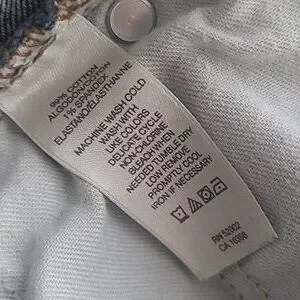 99% COTTON
ALGODON/COTON
1% SPANDEX
ELASTANO/ELASTHANNE
MACHINE WASH COLD
WASH WITH
LIKE COLORS
DELICATE CYCLE
NON-CHLORINE
BLEACH WHEN
NEEDED TUMBLE DRY
LOW REMOVE
PROMPTLY COOL
IRON IF NECESSARY
RN 52002
CA 10398